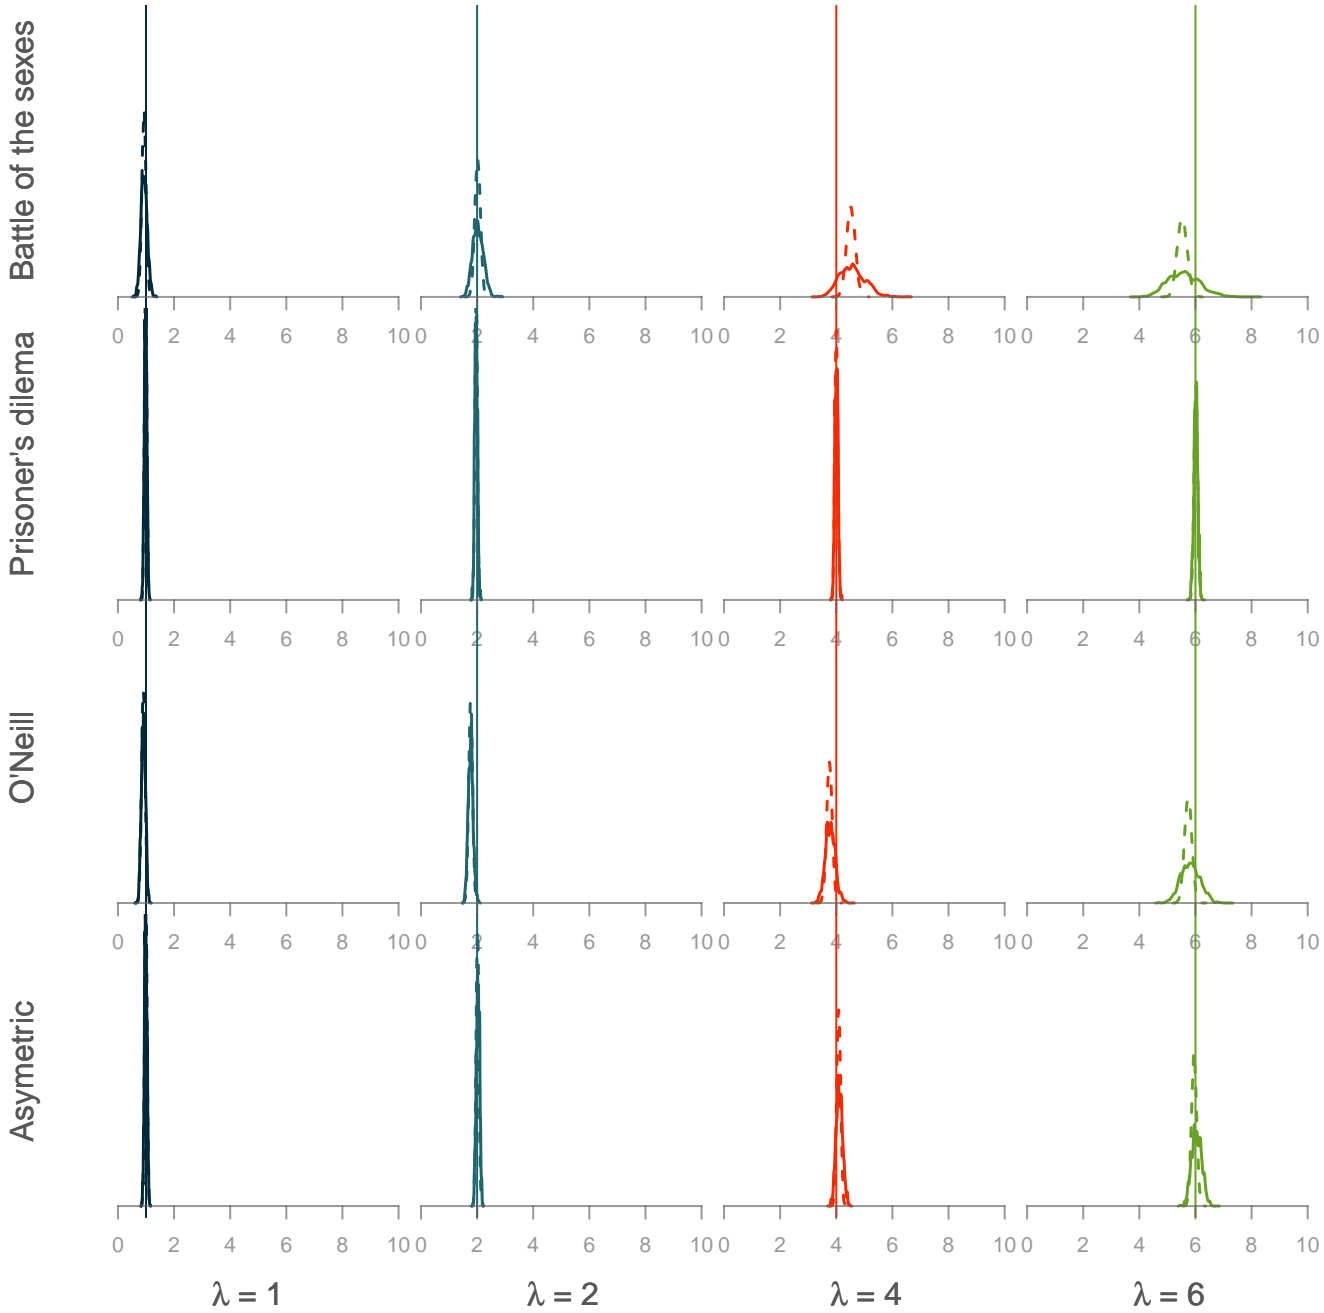 Battle of the sexes
0 2 4 6 8 10 0 2 4 6 8 10 0 2 4 6 8 10 0 2 4 6 8 10
Prisoner's dilema
0 2 4 6 8 10 0 2 4 6 8 10 0 2 4 6 8 10 0 2 4 6 8 10
O'Neill
0 2 4 6 8 10 0 2 4 6 8 10 0 2 4 6 8 10 0 2 4 6 8 10
Asymetric
0 2 4 6 8 10 0 2 4 6 8 10 0 2 4 6 8 10 0 2 4 6 8 10
λ = 1 λ = 2 λ = 4 λ = 6